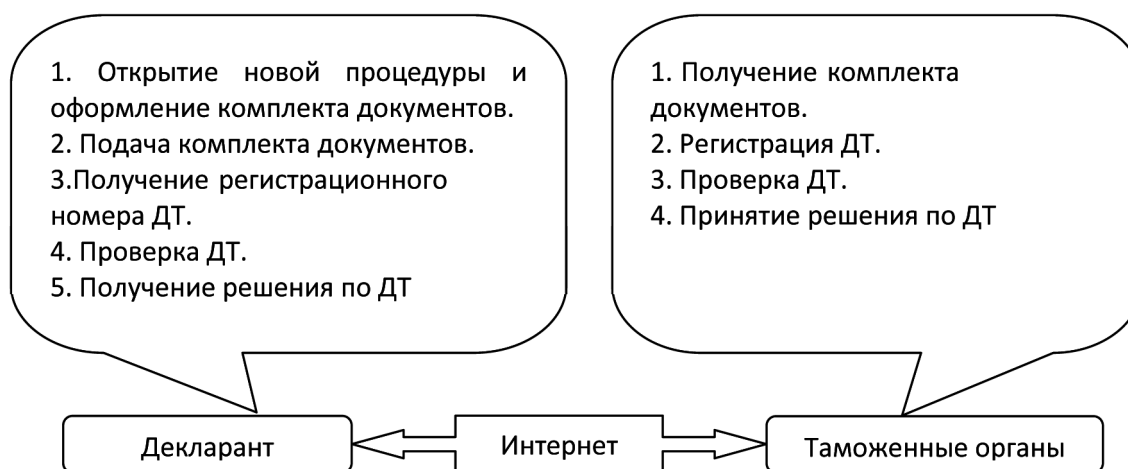 1. Открытие новой процедуры и
оформление комплекта документов.
2. Подача комплекта документов.
3.Получение регистрационного
номера ДТ.
4. Проверка ДТ.
5. Получение решения по ДТ
1. Получение комплекта
документов.
2. Регистрация ДТ.
3. Проверка ДТ.
4. Принятие решения по ДТ
Декларант
Интернет
Таможенные органы